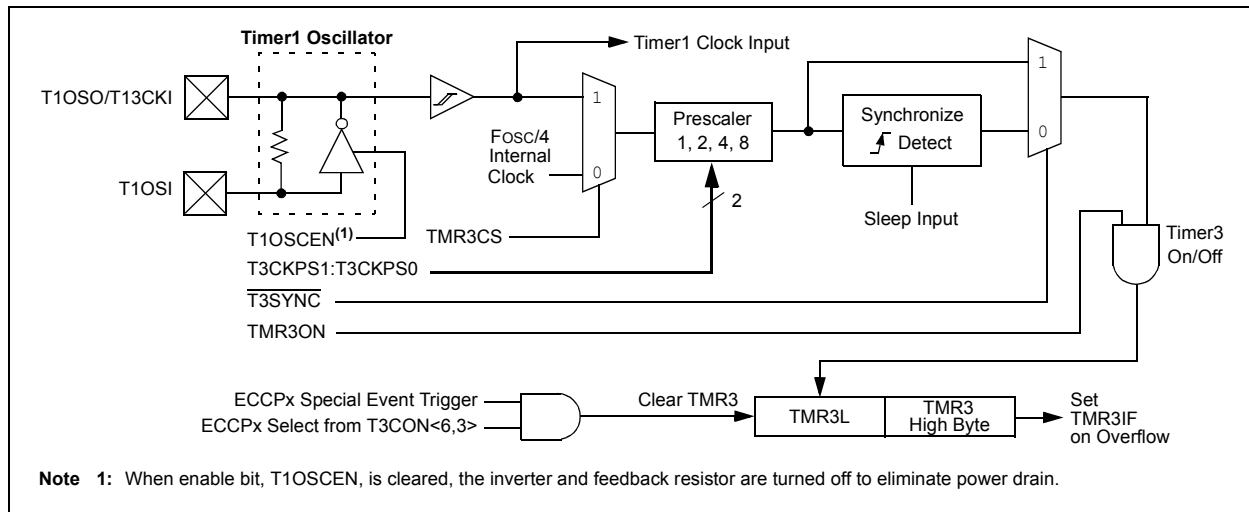 Timer1 Oscillator
Timer1 Clock Input
T1OSO/T13CKI
T1OSI
1
0
FOSC/4
Internal
Clock
Prescaler
1, 2, 4, 8
Synchronize
Detect
1
0
2
Sleep Input
T1OSCEN(1)
TMR3CS
T3CKPS1:T3CKPS0
T3SYNC
TMR3ON
Timer3
On/Off
ECCPx Special Event Trigger
ECCPx Select from T3CON<6,3>
Clear TMR3
TMR3L
TMR3
High Byte
Set
TMR3IF
on Overflow
Note 1: When enable bit, T1OSCEN, is cleared, the inverter and feedback resistor are turned off to eliminate power drain.